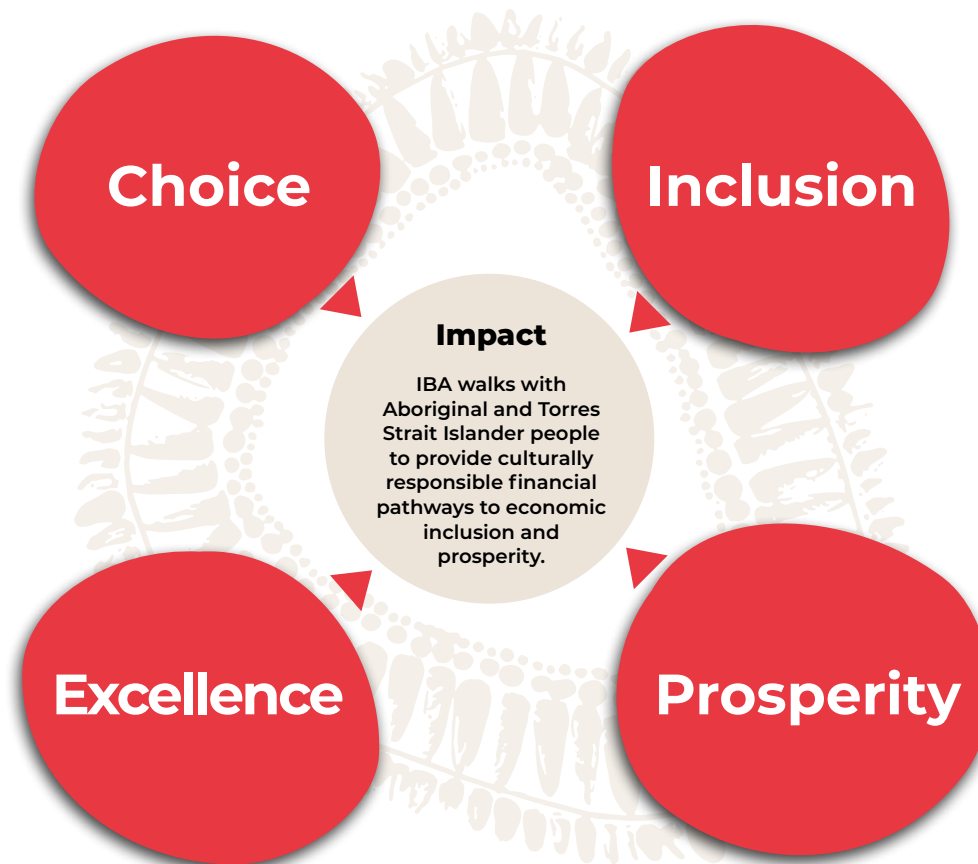 Choice
Inclusion
Impact
IBA walks with
Aboriginal and Torres
Strait Islander people
to provide culturally
responsible financial
pathways to economic
inclusion and
prosperity.
Excellence
Prosperity